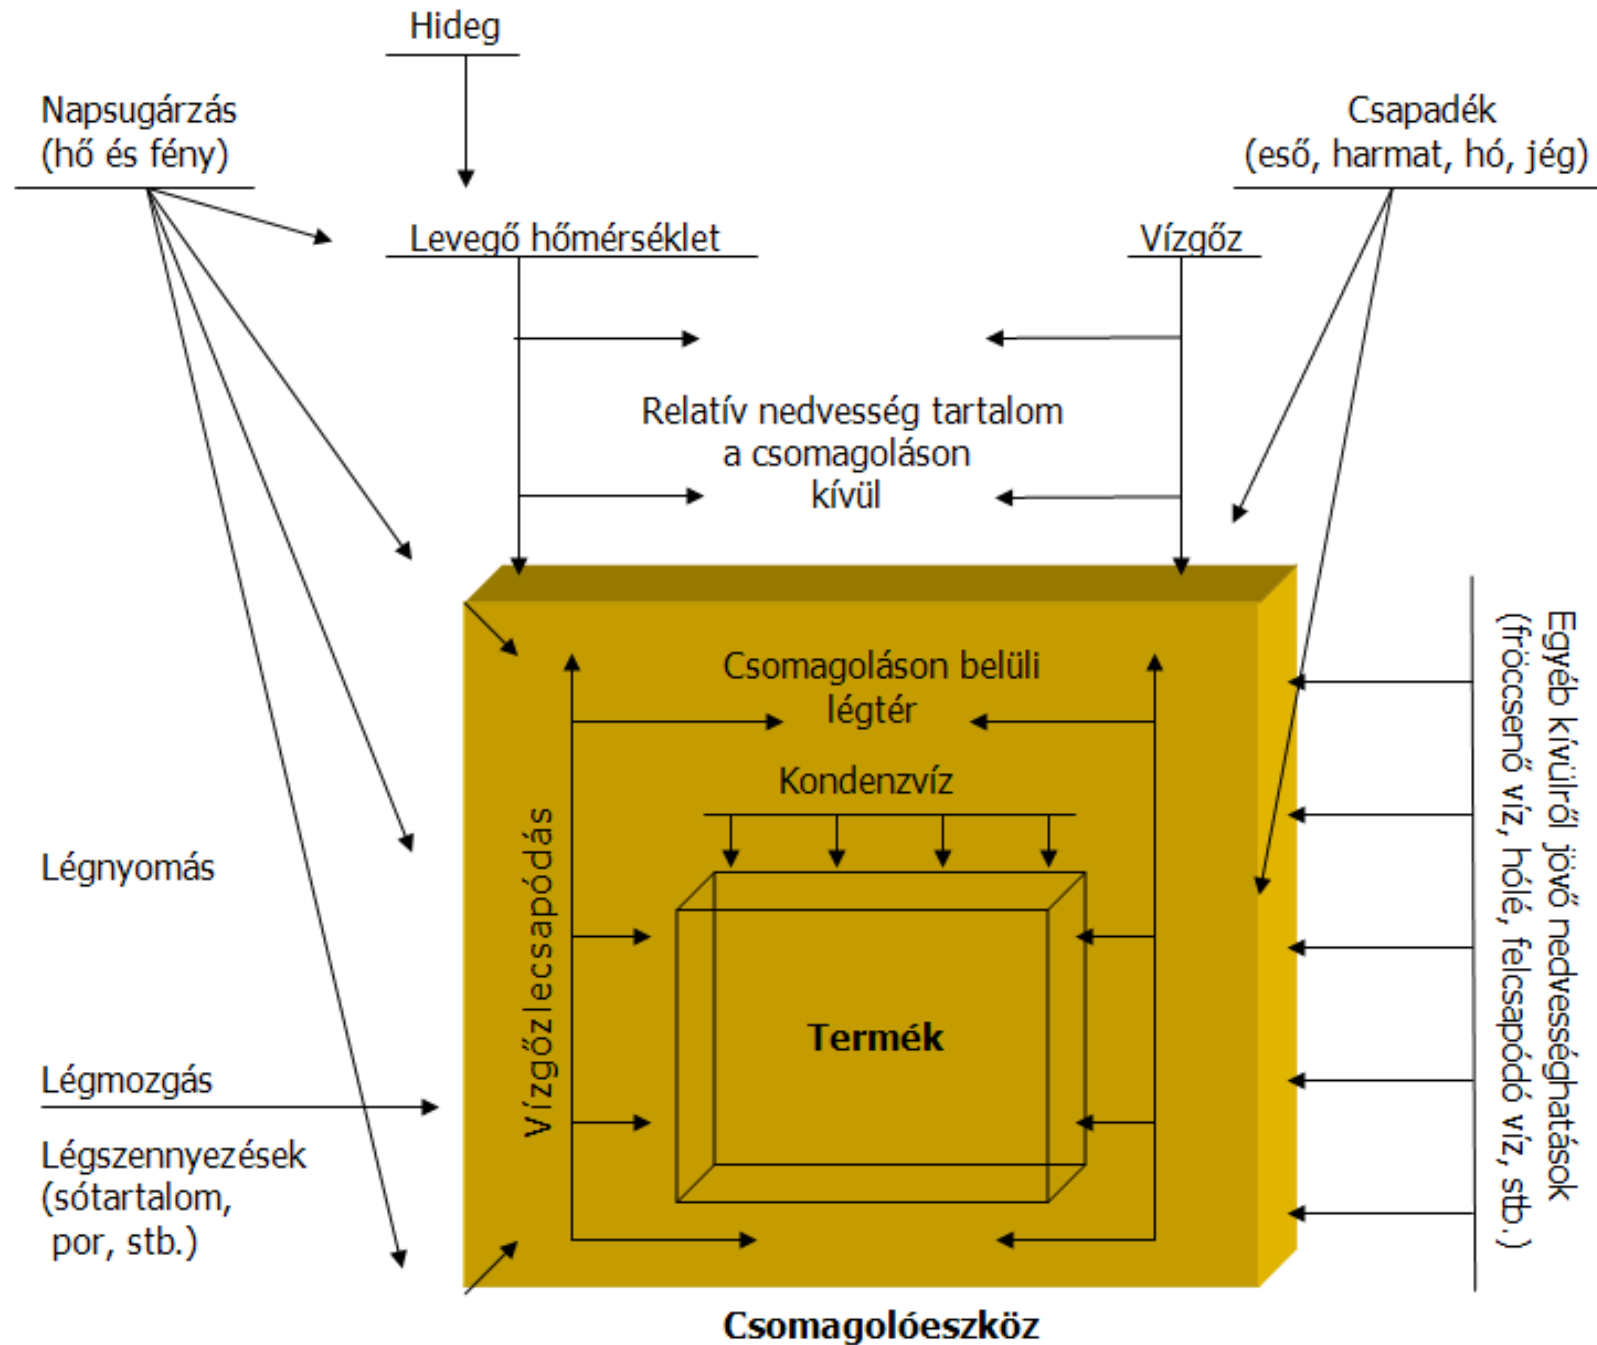 Hideg
Napsugárzás
(hő és fény)
Csapadék
(eső, harmat, hó, jég)
Levegő hőmérséklet
Vízgőz
Relatív nedvesség tartalom
a csomagoláson
kívül
Csomagoláson belüli
légtér
Kondenzvíz
Vízgőzlecsapódás
Termék
Légnyomás
Légmozgás
Légszennyezések
(sótartalom,
por, stb.)
Egyéb kívülről jövő nedvességhatások
(fröccsenő víz, hólé, felcsapódó víz, stb.)
Csomagolóeszköz